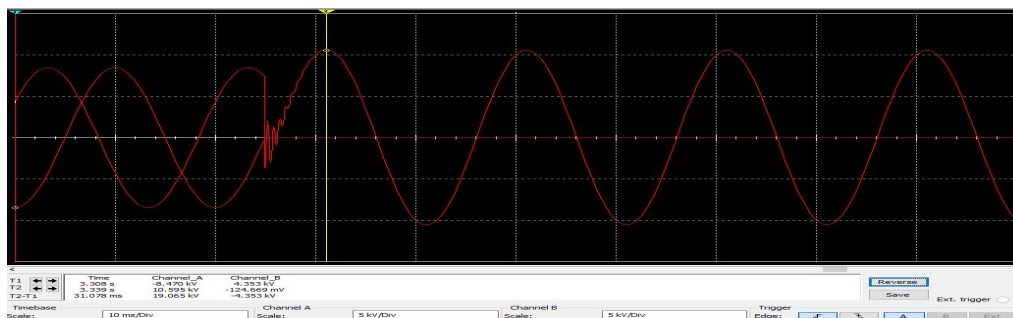 Time Channel_A Channel_B
T1 3.308 s -8.470 kV 4.353 kV
T2 3.339 s 10.595 kV -124.669 mV
T2-T1 31.078 ms 19.065 kV -4.353 kV
Reverse
Save
Ext. trigger
Timebase Channel A Channel B Trigger
Scale: 10 ms/Div Scale: 5 kV/Div Scale: 5 kV/Div Edge: A B Ext